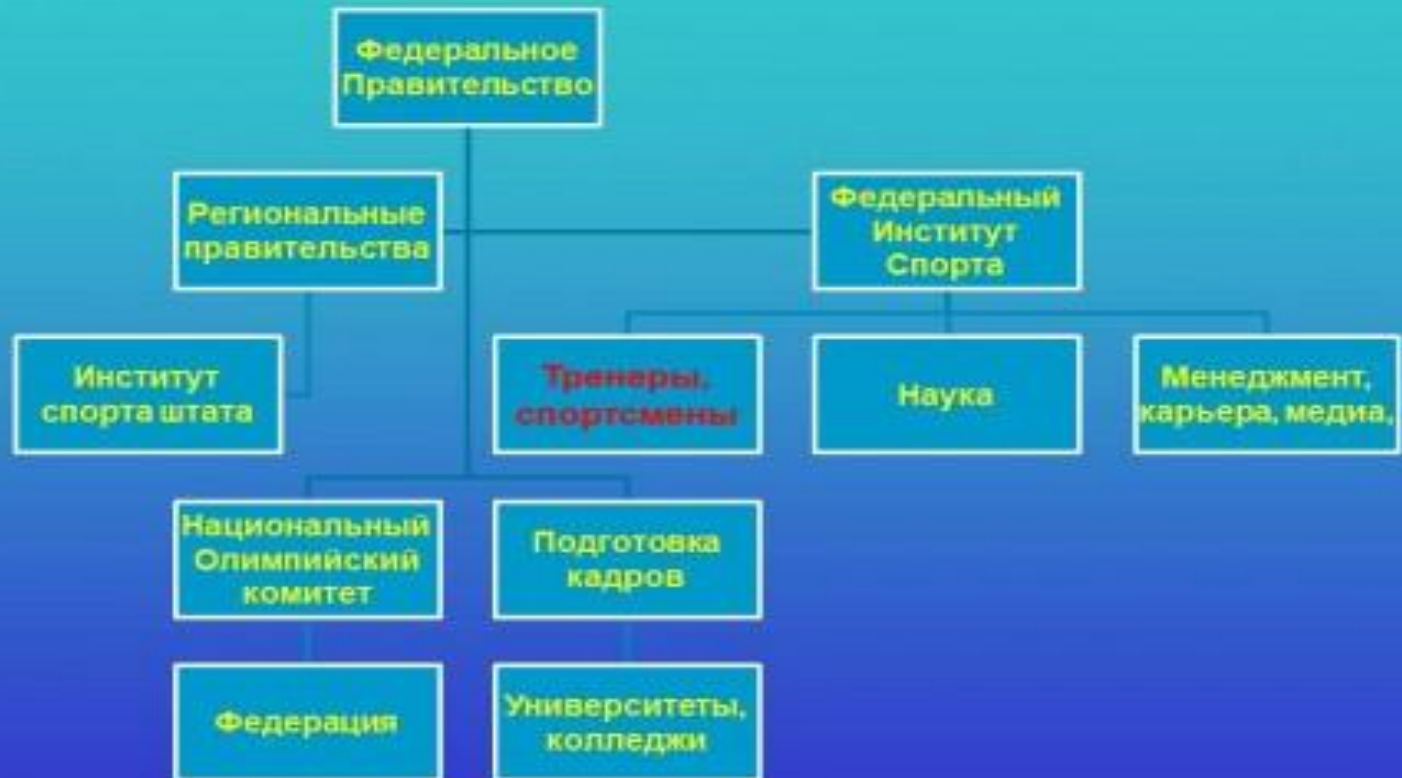 Федеральное
Правительство
Региональные
правительства
Федеральный
Институт
Спорта
Институт
спорта штата
Тренеры,
спортсмены
Наука
Менеджмент,
карьера, медиа,
Национальный
Олимпийский
комитет
Подготовка
кадров
Федерация
Университеты,
колледжи